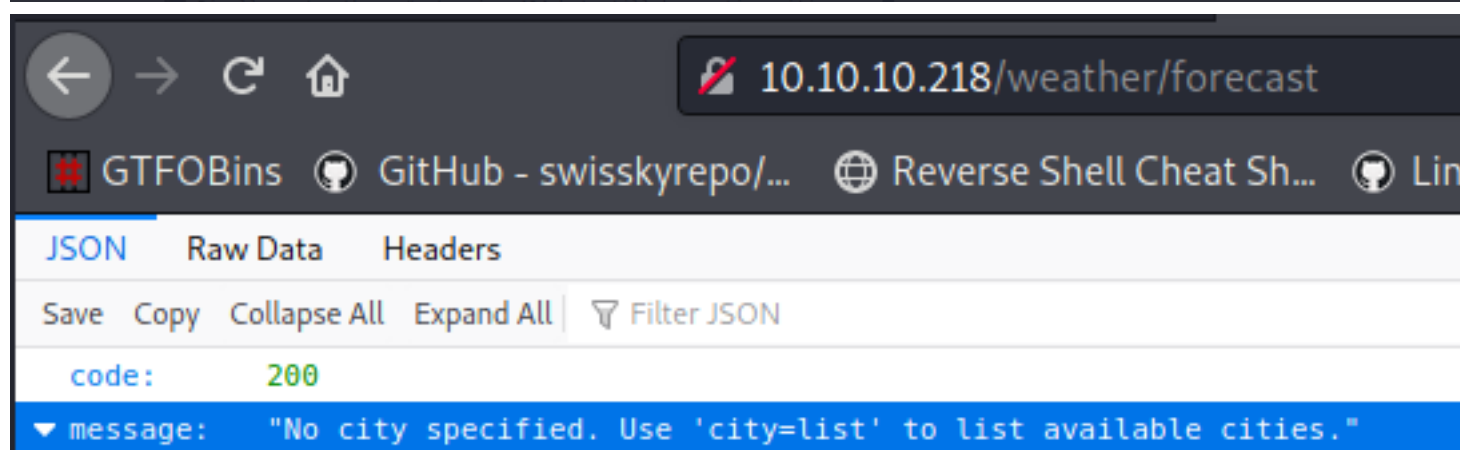 10.10.10.218/weather/forecast
GTFOBins GitHub - swisskyrepo/... Reverse Shell Cheat Sh... Lin
JSON Raw Data Headers
Save Copy Collapse All Expand All Filter JSON
code: 200
message: "No city specified. Use 'city=list' to list available cities."